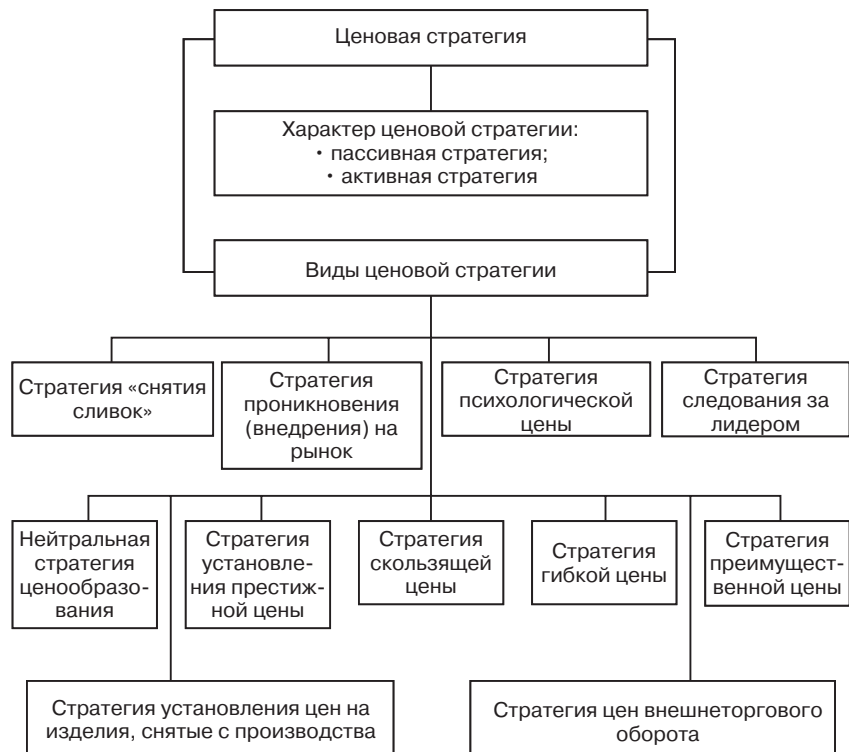 Ценовая стратегия
Характер ценовой стратегии:
• пассивная стратегия;
• активная стратегия
Виды ценовой стратегии
Стратегия «снятия
сливок»
Стратегия
проникновения
(внедрения) на
рынок
Стратегия
психологической
цены
Стратегия
следования за
лидером
Нейтральная
стратегия
ценообразо-
вания
Стратегия
установле-
ния престиж-
ной цены
Стратегия
скользящей
цены
Стратегия
гибкой цены
Стратегия
преимущест-
венной цены
Стратегия установления цен на
изделия, снятые с производства
Стратегия цен внешнеторгового
оборота